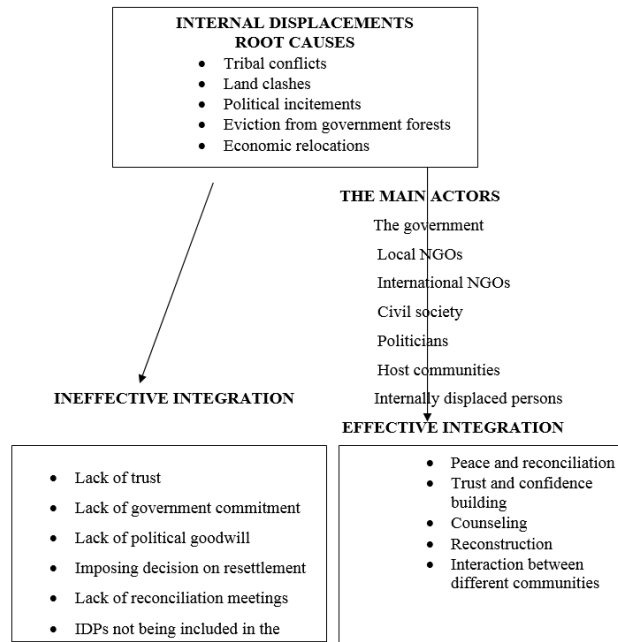 INTERNAL DISPLACEMENTS
ROOT CAUSES
• Tribal conflicts
• Land clashes
• Political incitements
• Eviction from government forests
• Economic relocations
THE MAIN ACTORS
The government
Local NGOs
International NGOs
Civil society
Politicians
Host communities
Internally displaced persons
INEFFECTIVE INTEGRATION
• Lack of trust
• Lack of government commitment
• Lack of political goodwill
• Imposing decision on resettlement
• Lack of reconciliation meetings
• IDPs not being included in the
EFFECTIVE INTEGRATION
• Peace and reconciliation
• Trust and confidence
building
• Counseling
• Reconstruction
• Interaction between
different communities